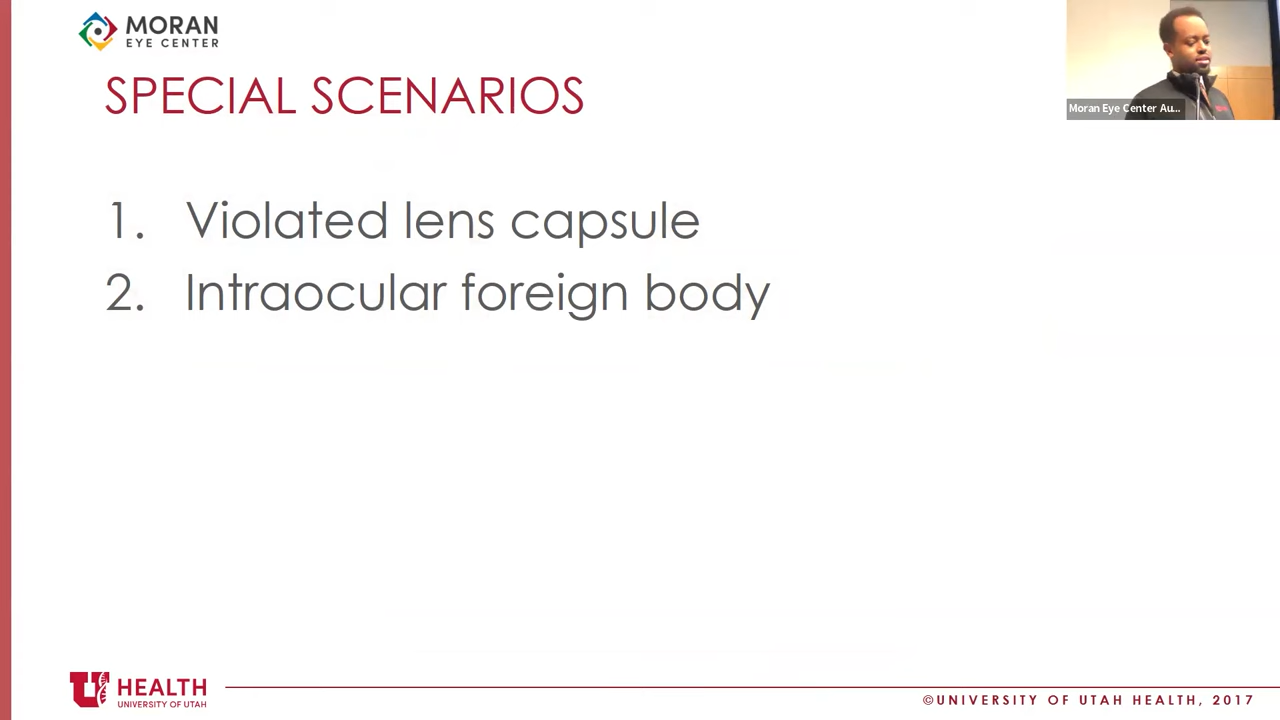 MORAN
EYE CENTER
SPECIAL SCENARIOS
Moran Eye Center Au...
1. Violated lens capsule
2. Intraocular foreign body
U HEALTH
UNIVERSITY OF UTAH
©UNIVERSITY OF UTAH HEALTH, 2017